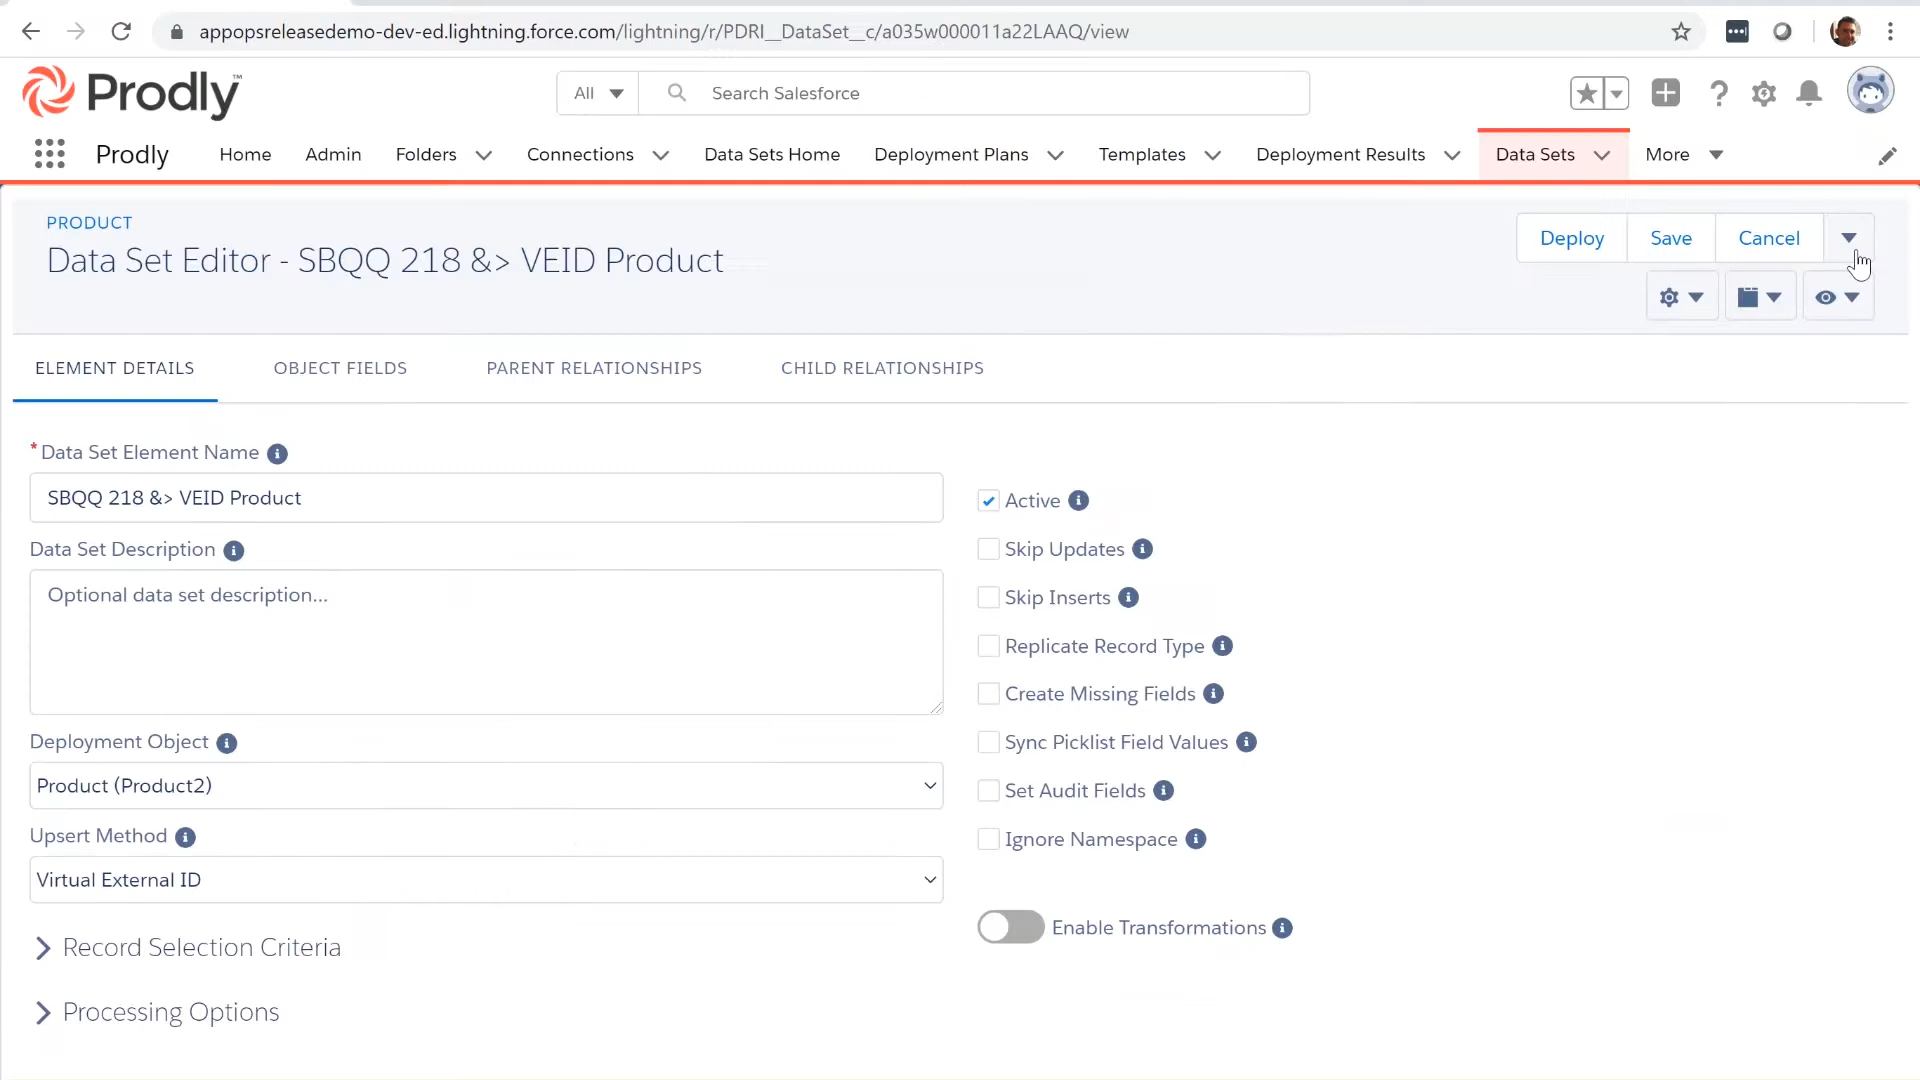 appopsreleasedemo-dev-ed.lightning.force.com/lightning/r/PDRI__DataSet__c/a035w000011a22LAAQ/view
Prodly™
All
Search Salesforce
Prodly
Home
Admin
Folders
Connections
Data Sets Home
Deployment Plans
Templates
Deployment Results
Data Sets
More
PRODUCT
Data Set Editor - SBQQ 218 &> VEID Product
Deploy
Save
Cancel
ELEMENT DETAILS
OBJECT FIELDS
PARENT RELATIONSHIPS
CHILD RELATIONSHIPS
* Data Set Element Name
SBQQ 218 &> VEID Product
Data Set Description
Optional data set description...
Deployment Object
Product (Product2)
Upsert Method
Virtual External ID
Record Selection Criteria
Processing Options
Active
Skip Updates
Skip Inserts
Replicate Record Type
Create Missing Fields
Sync Picklist Field Values
Set Audit Fields
Ignore Namespace
Enable Transformations